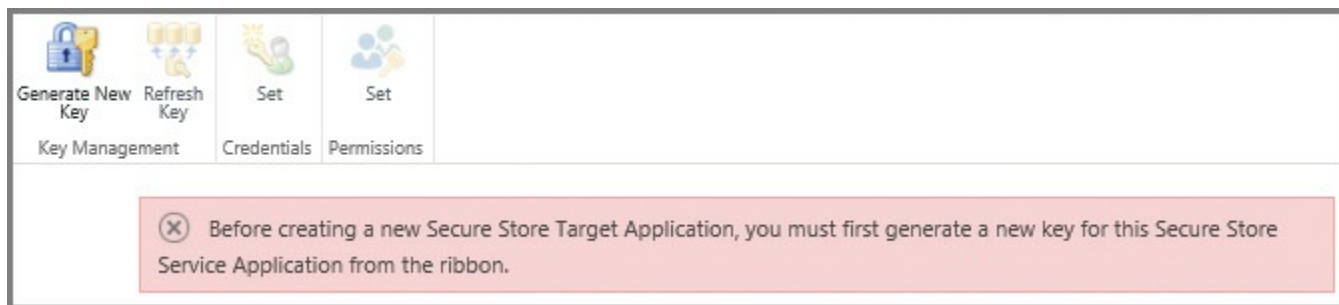 Generate New Key
Refresh Key
Set
Set
Key Management
Credentials
Permissions
Before creating a new Secure Store Target Application, you must first generate a new key for this Secure Store
Service Application from the ribbon.